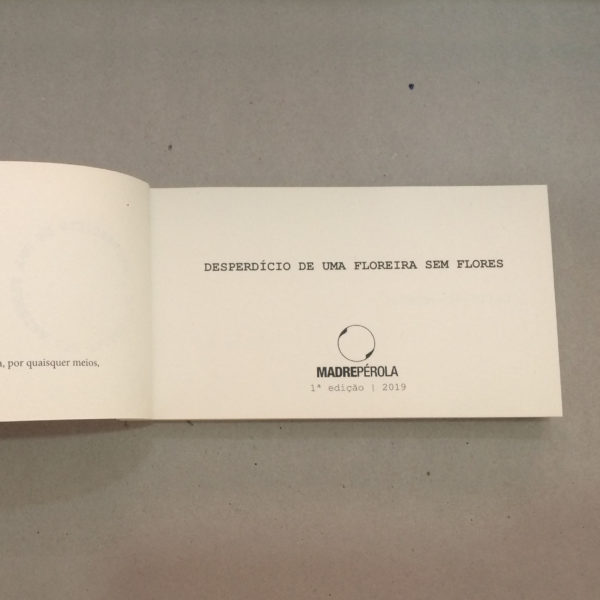 a, por quaisquer meios,
DESPERDÍCIO DE UMA FLOREIRA SEM FLORES
MADREPÉROLA
1ª edição | 2019